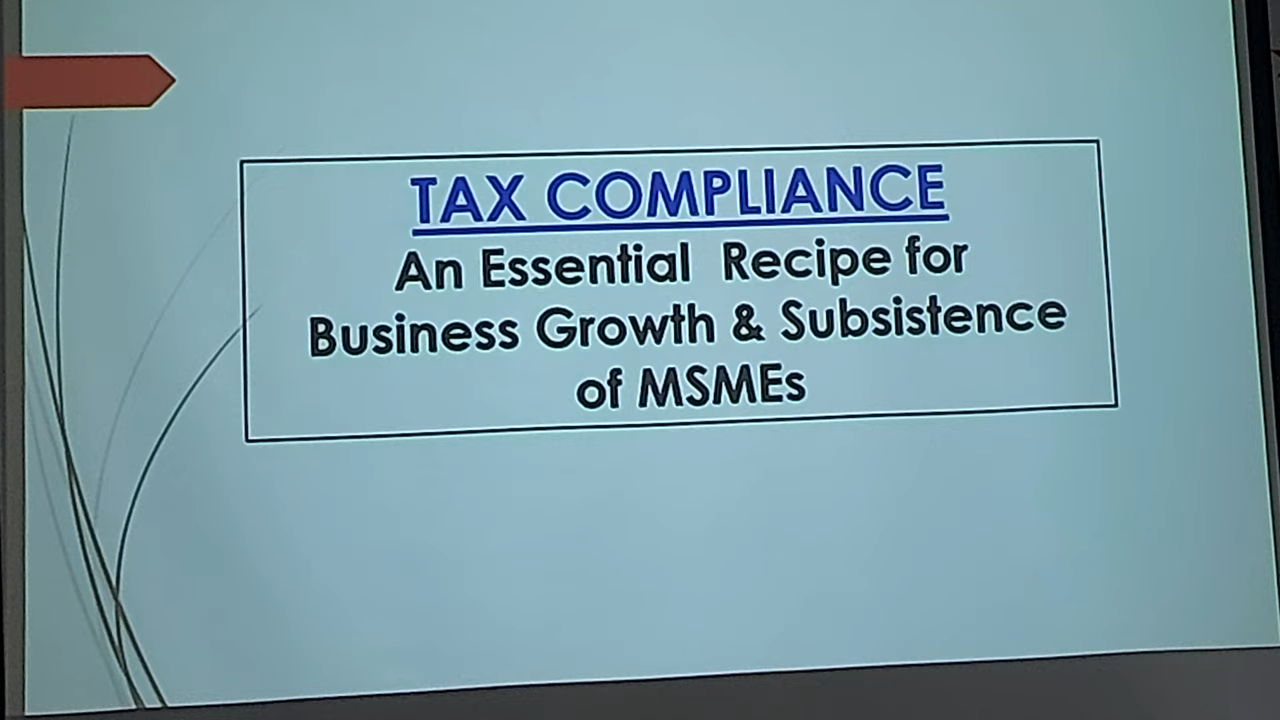 TAX COMPLIANCE
An Essential Recipe for
Business Growth & Subsistence
of MSMEs